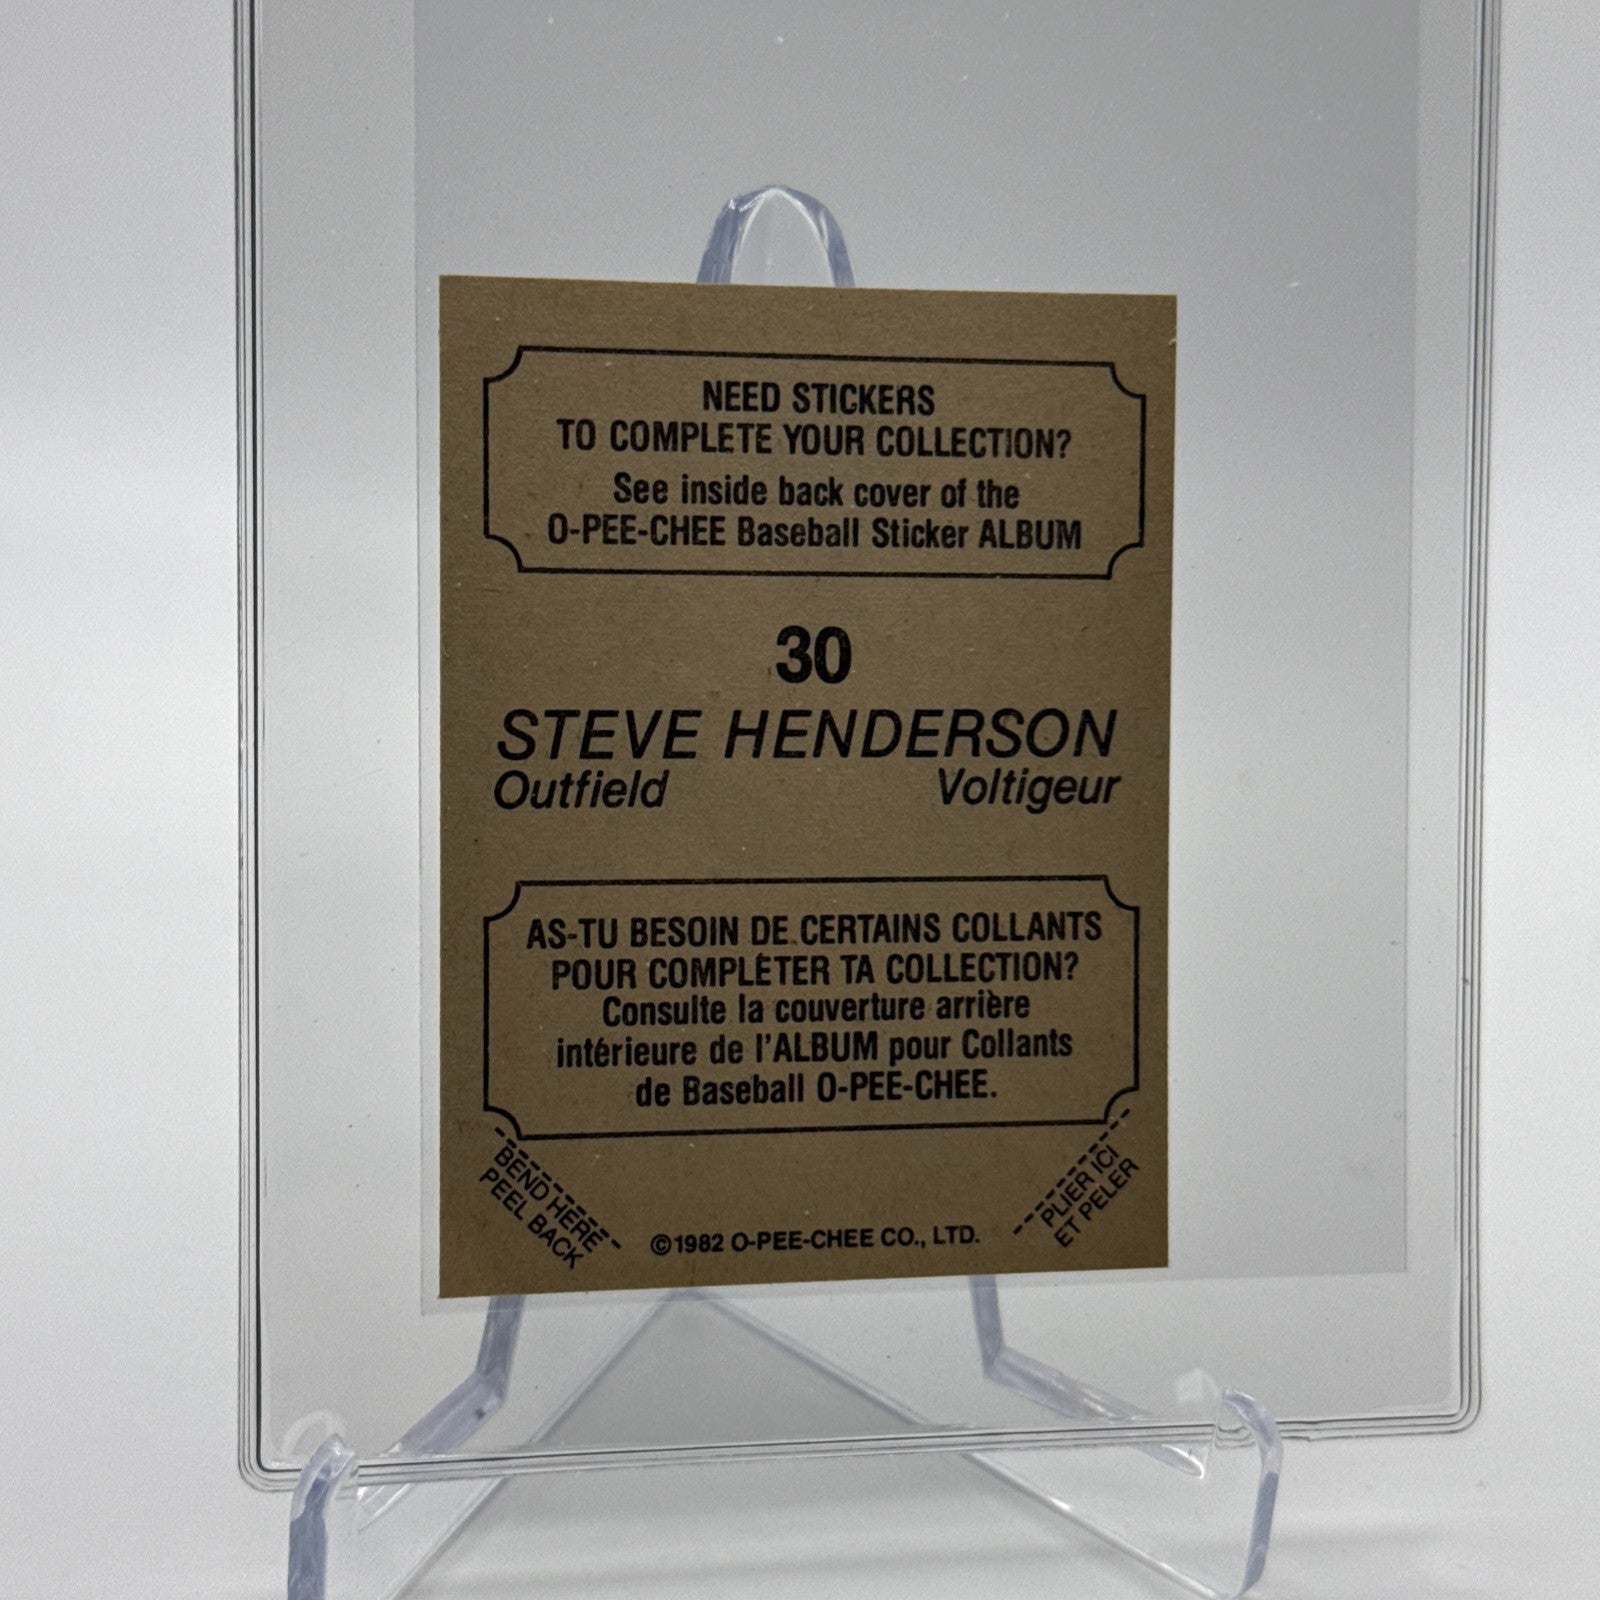 NEED STICKERS
TO COMPLETE YOUR COLLECTION?
See inside back cover of the
O-PEE-CHEE Baseball Sticker ALBUM
30
STEVE HENDERSON
Outfield Voltigeur
AS-TU BESOIN DE CERTAINS COLLANTS
POUR COMPLÉTER TA COLLECTION?
Consulte la couverture arrière
intérieure de l'ALBUM pour Collants
de Baseball O-PEE-CHEE.
BEND HERE
PEEL BACK
©1982 O-PEE-CHEE CO., LTD.
PLIER ICI
ET PELER